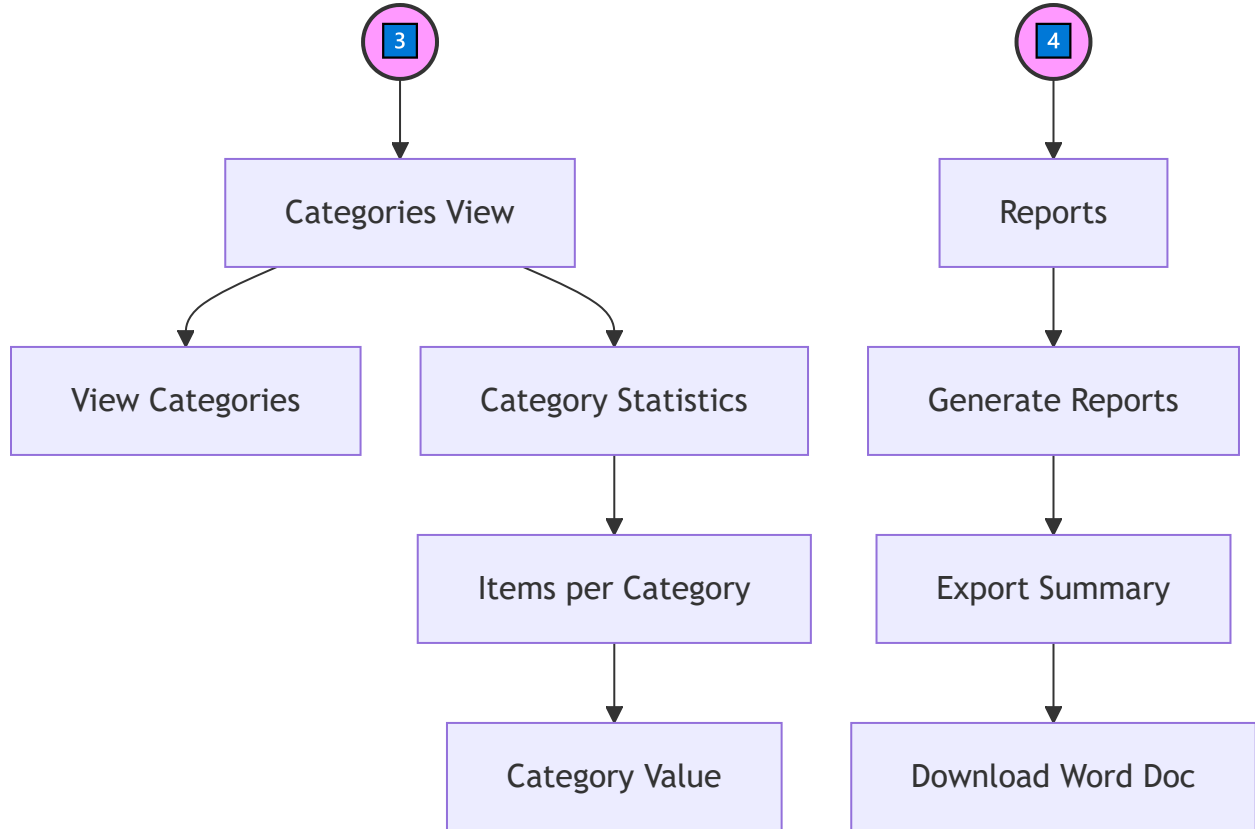 3
4
Categories View
Reports
View Categories
Category Statistics
Generate Reports
Items per Category
Export Summary
Category Value
Download Word Doc